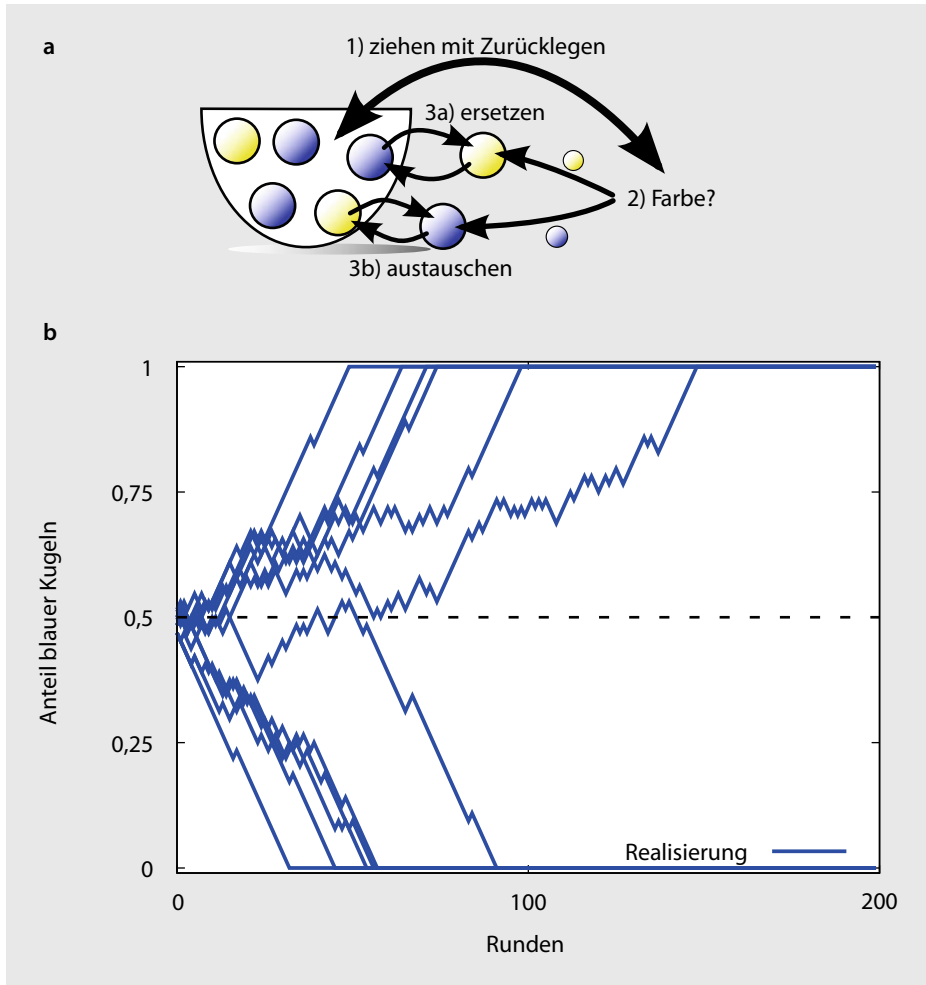 a
1) ziehen mit Zurücklegen
3a) ersetzen
2) Farbe?
3b) austauschen
b
1
0,75
0,5
0,25
0
Anteil blauer Kugeln
Realisierung
0 100 200
Runden